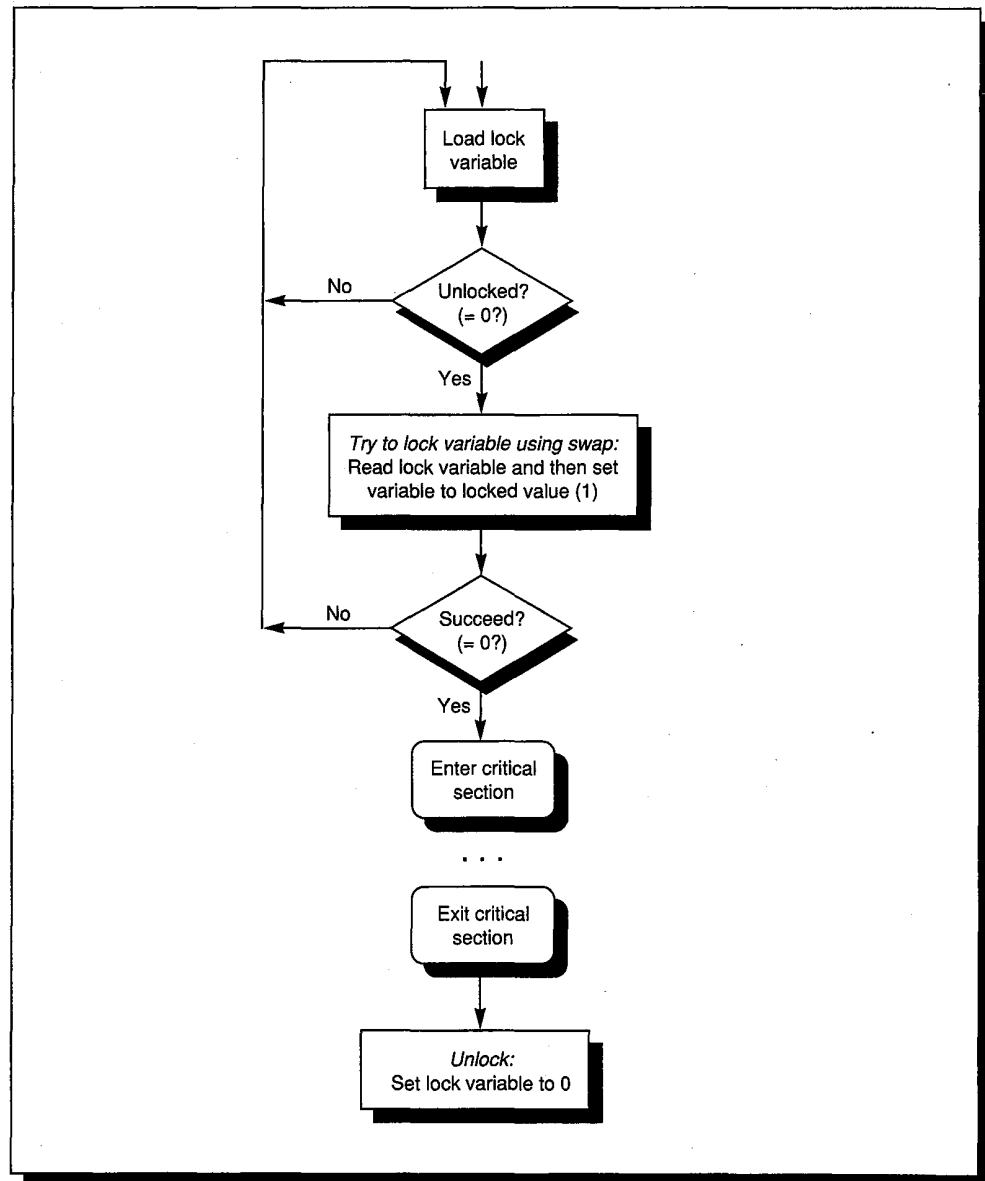 Load lock
variable
No
Unlocked?
(= 0?)
Yes
Try to lock variable using swap:
Read lock variable and then set
variable to locked value (1)
No
Succeed?
(= 0?)
Yes
Enter critical
section
. . .
Exit critical
section
Unlock:
Set lock variable to 0